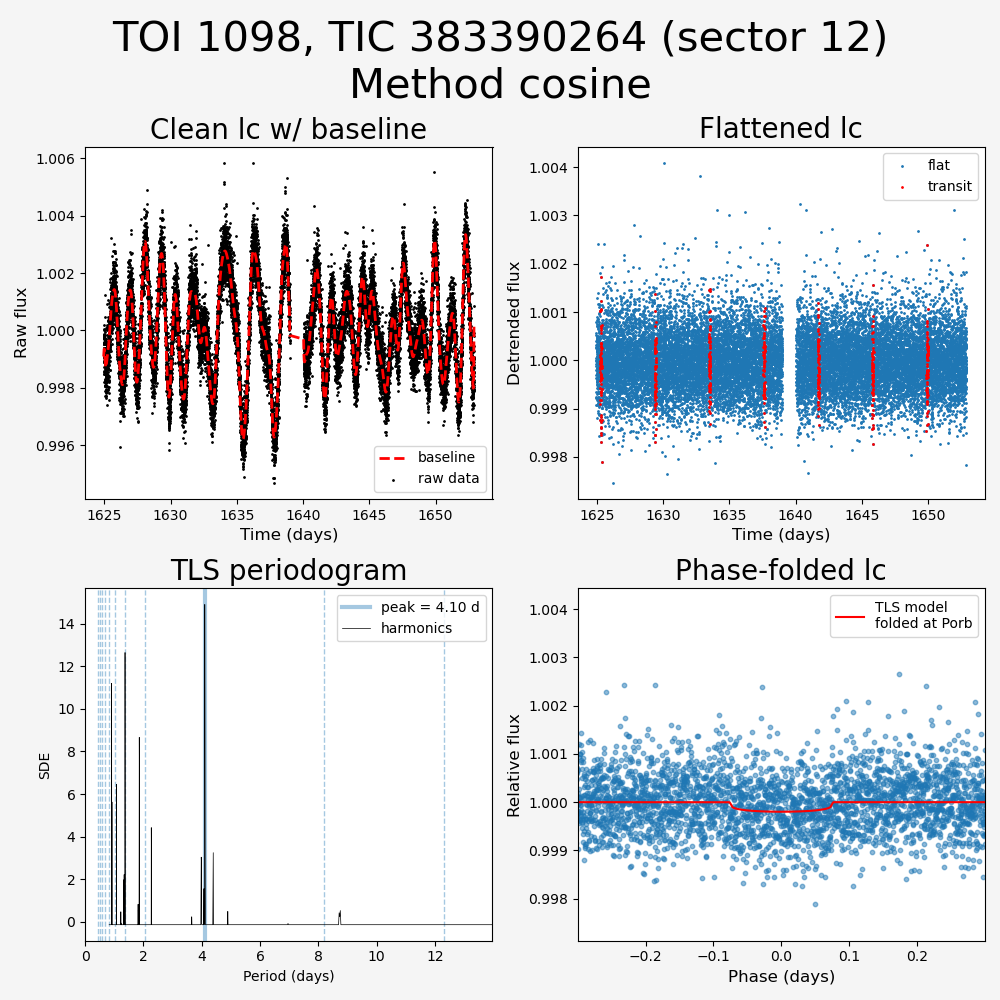 TOI 1098, TIC 383390264 (sector 12)
Method cosine
Clean lc w/ baseline
1.006
1.004
1.002
1.000
0.998
0.996
Raw flux
baseline
raw data
1625 1630 1635 1640 1645 1650
Time (days)
Flattened lc
1.004
1.003
1.002
1.001
1.000
0.999
0.998
Detrended flux
flat
transit
1625 1630 1635 1640 1645 1650
Time (days)
TLS periodogram
14
12
10
8
6
4
2
0
SDE
peak = 4.10 d
harmonics
0 2 4 6 8 10 12
Period (days)
Phase-folded lc
1.004
1.003
1.002
1.001
1.000
0.999
0.998
Relative flux
TLS model
folded at Porb
−0.2 −0.1 0.0 0.1 0.2
Phase (days)